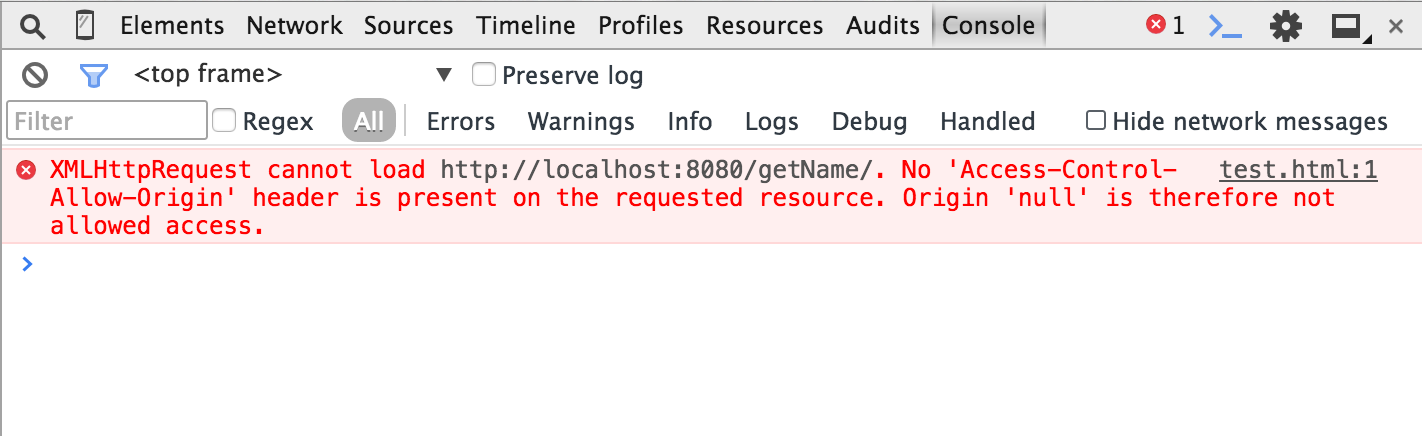 Elements Network Sources Timeline Profiles Resources Audits Console 1
<top frame> Preserve log
Filter Regex All Errors Warnings Info Logs Debug Handled Hide network messages
XMLHttpRequest cannot load http://localhost:8080/getName/. No 'Access-Control- test.html:1
Allow-Origin' header is present on the requested resource. Origin 'null' is therefore not
allowed access.